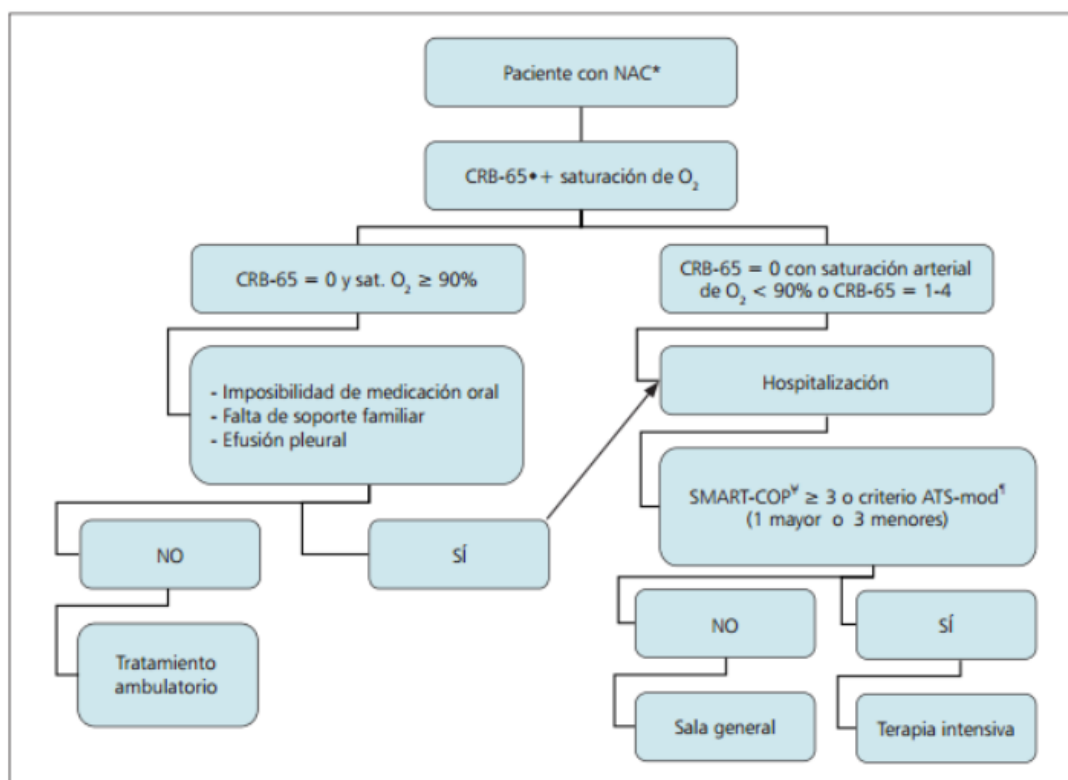 Paciente con NAC*
CRB-65•+ saturación de O₂
CRB-65 = 0 y sat. O₂ ≥ 90%
CRB-65 = 0 con saturación arterial
de O₂ < 90% o CRB-65 = 1-4
- Imposibilidad de medicación oral
- Falta de soporte familiar
- Efusión pleural
Hospitalización
SMART-COP¥ ≥ 3 o criterio ATS-mod¶
(1 mayor o 3 menores)
NO
SÍ
NO
SÍ
Tratamiento
ambulatorio
Sala general
Terapia intensiva